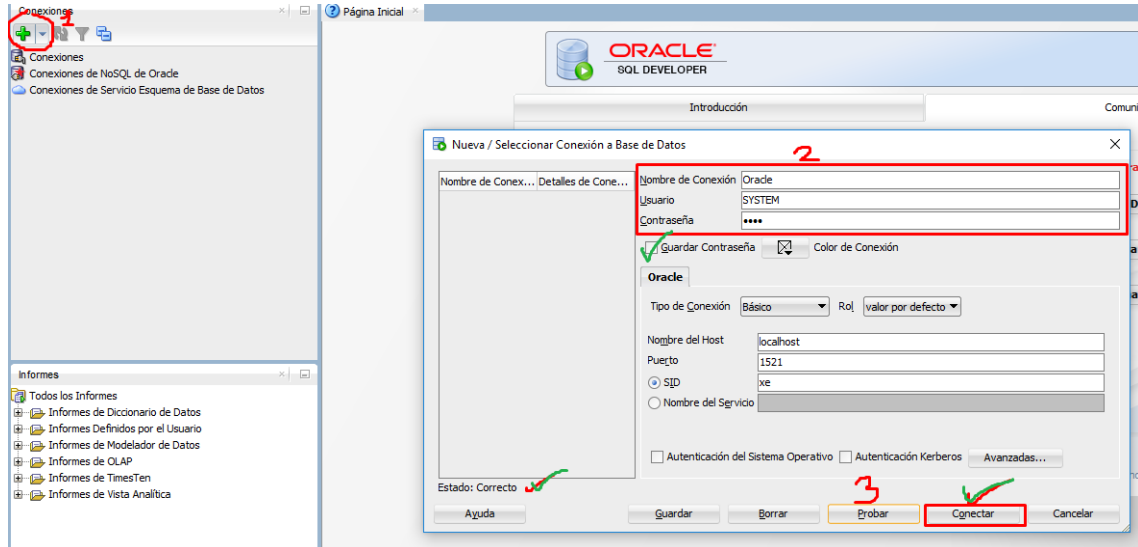 Conexiones
1
Conexiones
Conexiones de NoSQL de Oracle
Conexiones de Servicio Esquema de Base de Datos
Informes
Todos los Informes
Informes de Diccionario de Datos
Informes Definidos por el Usuario
Informes de Modelador de Datos
Informes de OLAP
Informes de TimesTen
Informes de Vista Analítica
Página Inicial
ORACLE
SQL DEVELOPER
Introducción
Comuni
Nueva / Seleccionar Conexión a Base de Datos
2
Nombre de Conex... Detalles de Cone...
Nombre de Conexión Oracle
Usuario SYSTEM
Contraseña ••••
Guardar Contraseña Color de Conexión
Oracle
Tipo de Conexión Básico Rol valor por defecto
Nombre del Host localhost
Puerto 1521
SID xe
Nombre del Servicio
Autenticación del Sistema Operativo Autenticación Kerberos Avanzadas...
Estado: Correcto
3
Ayuda Guardar Borrar Probar Conectar Cancelar